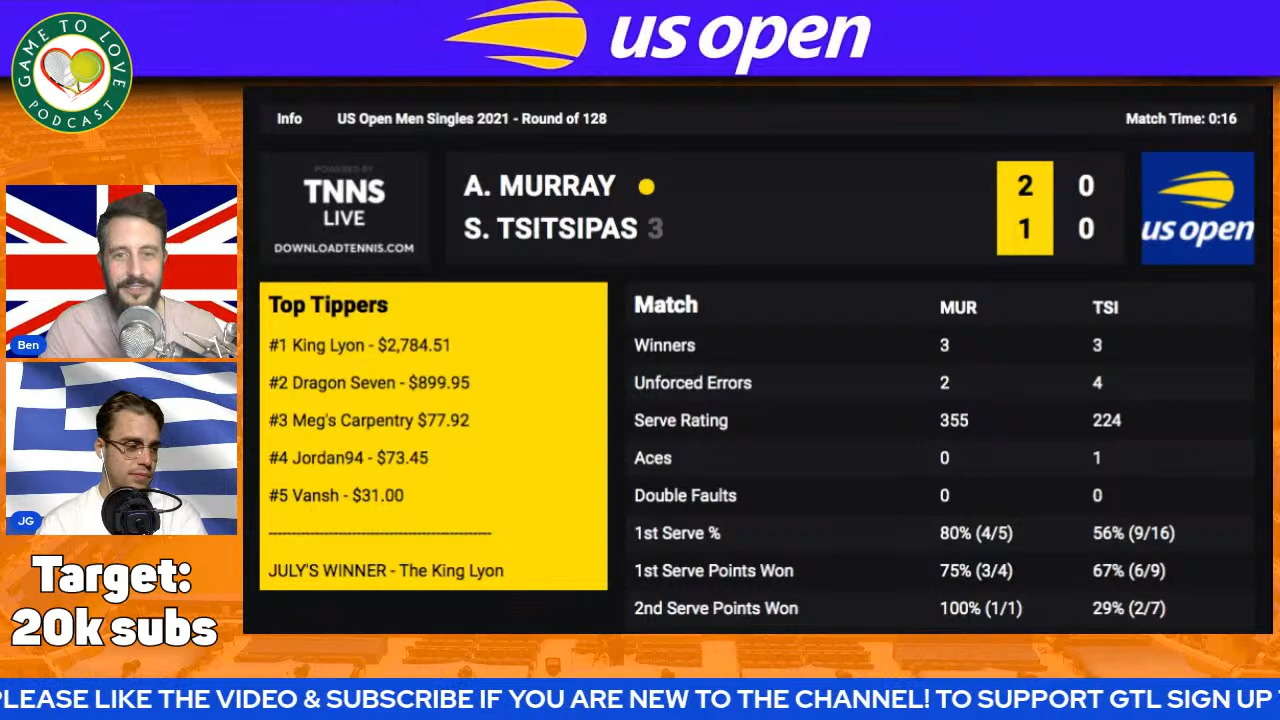 GAME TO LOVE
PODCAST
us open
Info US Open Men Singles 2021 - Round of 128 Match Time: 0:16
POWERED BY
TNNS
LIVE
DOWNLOADTENNIS.COM
A. MURRAY 2 0
S. TSITSIPAS 3 1 0
us open
Ben
JG
Target:
20k subs
Top Tippers
#1 King Lyon - $2,784.51
#2 Dragon Seven - $899.95
#3 Meg's Carpentry $77.92
#4 Jordan94 - $73.45
#5 Vansh - $31.00
--------------------------------------------------
JULY'S WINNER - The King Lyon
Match MUR TSI
Winners 3 3
Unforced Errors 2 4
Serve Rating 355 224
Aces 0 1
Double Faults 0 0
1st Serve % 80% (4/5) 56% (9/16)
1st Serve Points Won 75% (3/4) 67% (6/9)
2nd Serve Points Won 100% (1/1) 29% (2/7)
PLEASE LIKE THE VIDEO & SUBSCRIBE IF YOU ARE NEW TO THE CHANNEL! TO SUPPORT GTL SIGN UP